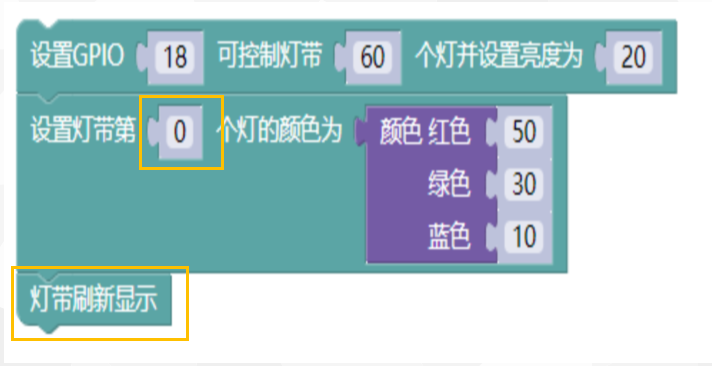 设置GPIO 18 可控制灯带 60 个灯并设置亮度为 20
设置灯带第 0 个灯的颜色为 颜色 红色 50
绿色 30
蓝色 10
灯带刷新显示